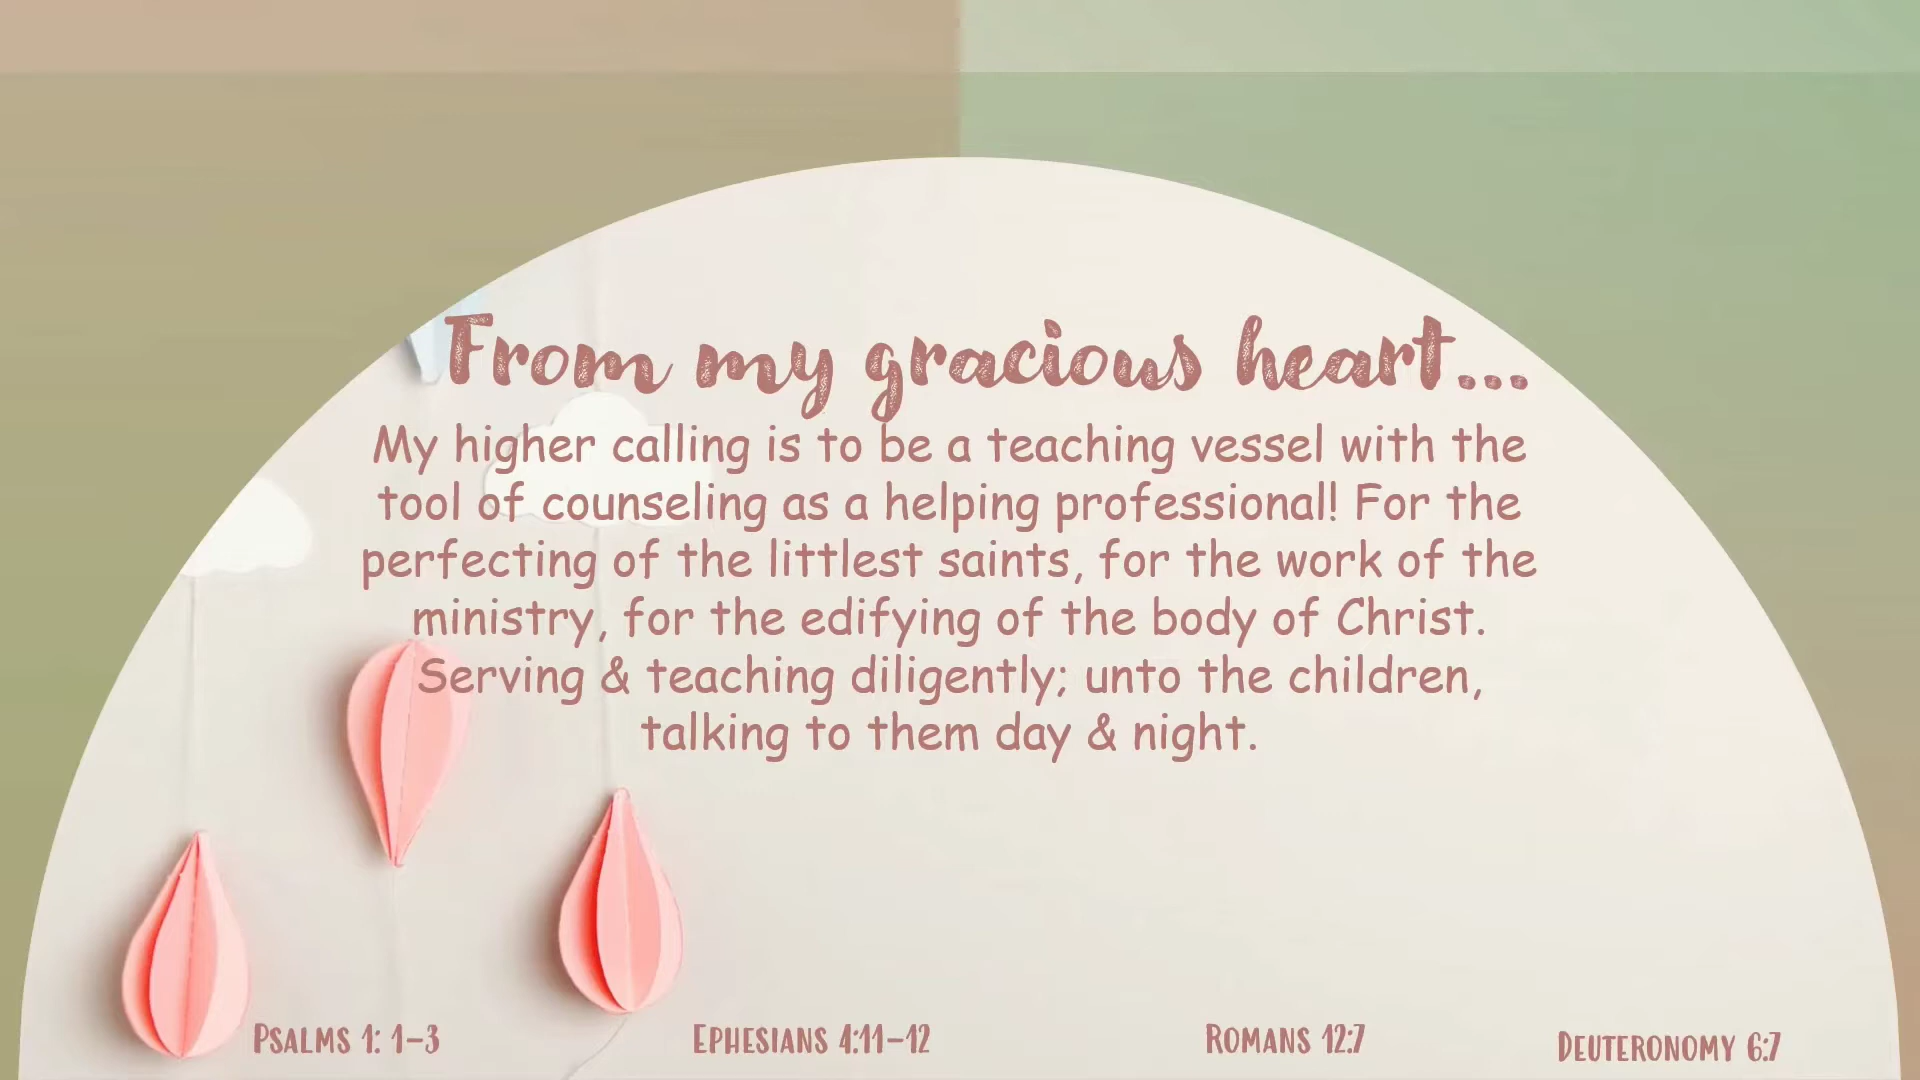 From my gracious heart...
My higher calling is to be a teaching vessel with the
tool of counseling as a helping professional! For the
perfecting of the littlest saints, for the work of the
ministry, for the edifying of the body of Christ.
Serving & teaching diligently; unto the children,
talking to them day & night.
Psalms 1: 1-3
Ephesians 4:11-12
Romans 12:7
Deuteronomy 6:7